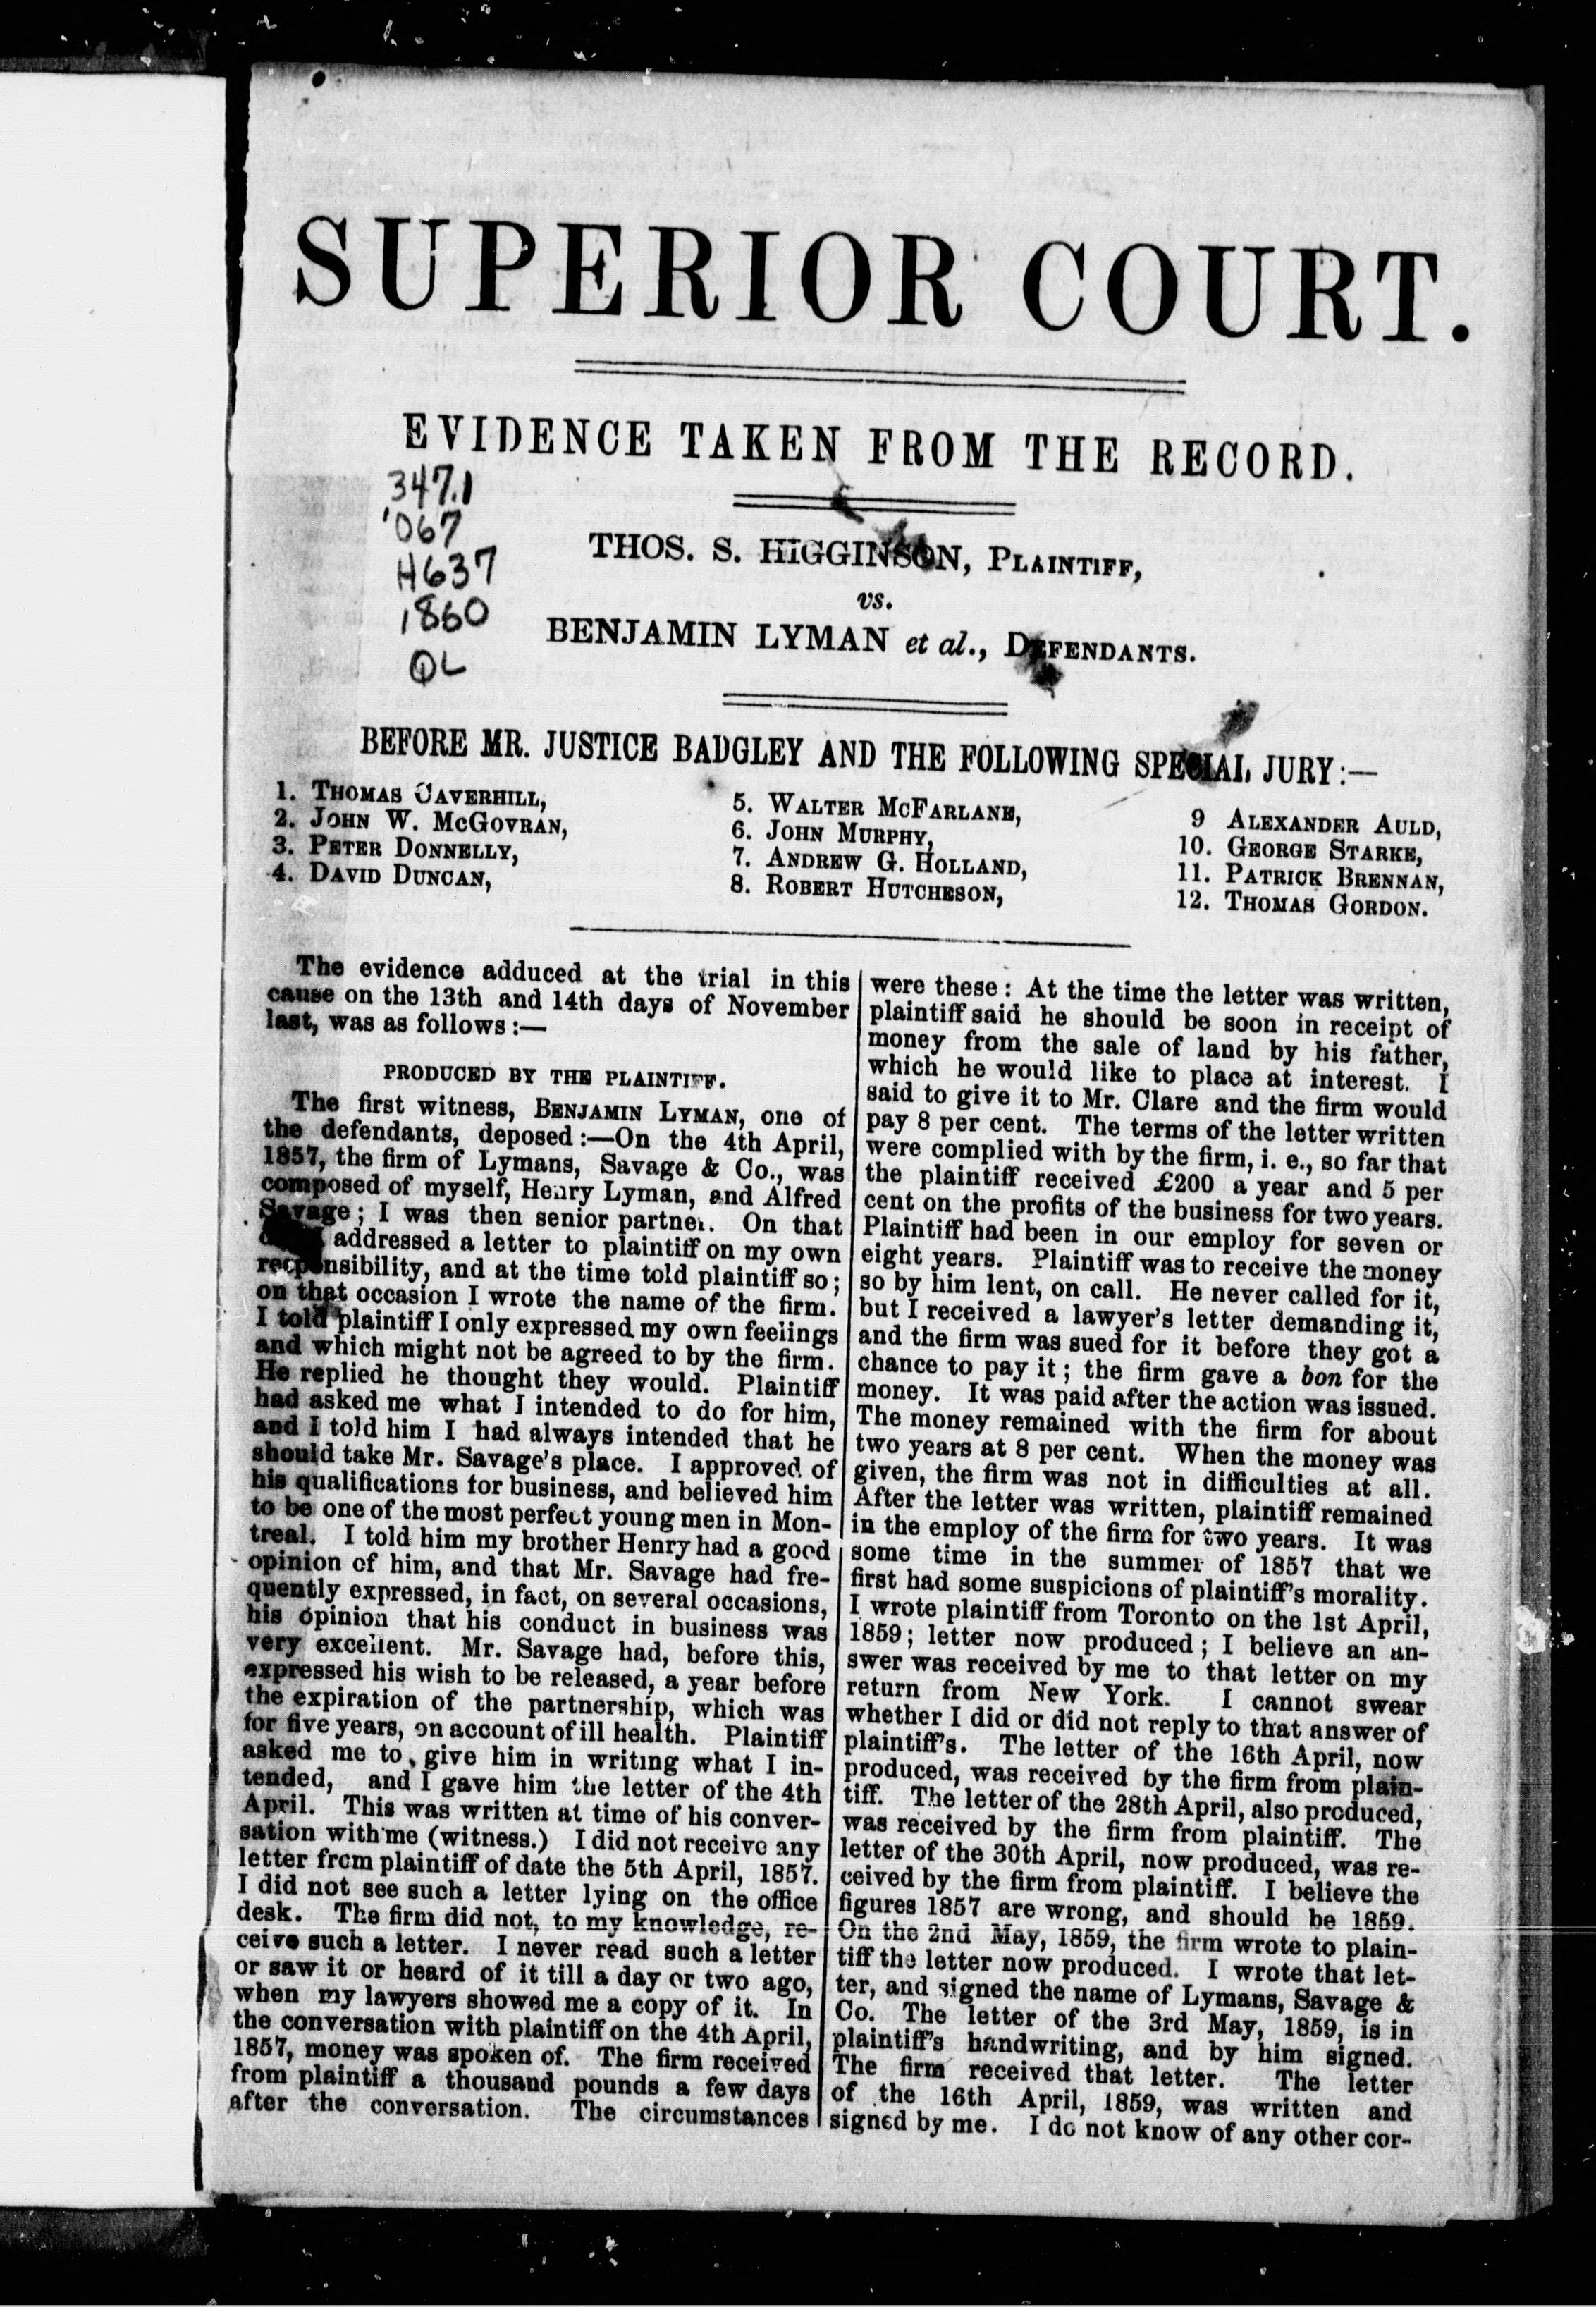 SUPERIOR COURT.
EVIDENCE TAKEN FROM THE RECORD.
347.1
'067
H637
1860
QL
THOS. S. HIGGINSON, PLAINTIFF,
vs.
BENJAMIN LYMAN et al., DEFENDANTS.
BEFORE MR. JUSTICE BADGLEY AND THE FOLLOWING SPECIAL JURY:—
1. THOMAS CAVERHILL,
2. JOHN W. MCGOVRAN,
3. PETER DONNELLY,
4. DAVID DUNCAN,
5. WALTER MCFARLANE,
6. JOHN MURPHY,
7. ANDREW G. HOLLAND,
8. ROBERT HUTCHESON,
9 ALEXANDER AULD,
10. GEORGE STARKE,
11. PATRICK BRENNAN,
12. THOMAS GORDON.
The evidence adduced at the trial in this
cause on the 13th and 14th days of November
last, was as follows:—
PRODUCED BY THE PLAINTIFF.
The first witness, BENJAMIN LYMAN, one of
the defendants, deposed:—On the 4th April,
1857, the firm of Lymans, Savage & Co., was
composed of myself, Henry Lyman, and Alfred
Savage; I was then senior partner. On that
addressed a letter to plaintiff on my own
responsibility, and at the time told plaintiff so;
on that occasion I wrote the name of the firm.
I told plaintiff I only expressed my own feelings
and which might not be agreed to by the firm.
He replied he thought they would. Plaintiff
had asked me what I intended to do for him,
and I told him I had always intended that he
should take Mr. Savage's place. I approved of
his qualifications for business, and believed him
to be one of the most perfect young men in Mon-
treal. I told him my brother Henry had a good
opinion of him, and that Mr. Savage had fre-
quently expressed, in fact, on several occasions,
his opinion that his conduct in business was
very excellent. Mr. Savage had, before this,
expressed his wish to be released, a year before
the expiration of the partnership, which was
for five years, on account of ill health. Plaintiff
asked me to give him in writing what I in-
tended, and I gave him the letter of the 4th
April. This was written at time of his conver-
sation with me (witness.) I did not receive any
letter from plaintiff of date the 5th April, 1857.
I did not see such a letter lying on the office
desk. The firm did not, to my knowledge, re-
ceive such a letter. I never read such a letter
or saw it or heard of it till a day or two ago,
when my lawyers showed me a copy of it. In
the conversation with plaintiff on the 4th April,
1857, money was spoken of. The firm received
from plaintiff a thousand pounds a few days
after the conversation. The circumstances
were these: At the time the letter was written,
plaintiff said he should be soon in receipt of
money from the sale of land by his father,
which he would like to place at interest. I
said to give it to Mr. Clare and the firm would
pay 8 per cent. The terms of the letter written
were complied with by the firm, i. e., so far that
the plaintiff received £200 a year and 5 per
cent on the profits of the business for two years.
Plaintiff had been in our employ for seven or
eight years. Plaintiff was to receive the money
so by him lent, on call. He never called for it,
but I received a lawyer's letter demanding it,
and the firm was sued for it before they got a
chance to pay it; the firm gave a bon for the
money. It was paid after the action was issued.
The money remained with the firm for about
two years at 8 per cent. When the money was
given, the firm was not in difficulties at all.
After the letter was written, plaintiff remained
in the employ of the firm for two years. It was
some time in the summer of 1857 that we
first had some suspicions of plaintiff's morality.
I wrote plaintiff from Toronto on the 1st April,
1859; letter now produced; I believe an an-
swer was received by me to that letter on my
return from New York. I cannot swear
whether I did or did not reply to that answer of
plaintiff's. The letter of the 16th April, now
produced, was received by the firm from plain-
tiff. The letter of the 28th April, also produced,
was received by the firm from plaintiff. The
letter of the 30th April, now produced, was re-
ceived by the firm from plaintiff. I believe the
figures 1857 are wrong, and should be 1859.
On the 2nd May, 1859, the firm wrote to plain-
tiff the letter now produced. I wrote that let-
ter, and signed the name of Lymans, Savage &
Co. The letter of the 3rd May, 1859, is in
plaintiff's handwriting, and by him signed.
The firm received that letter. The letter
of the 16th April, 1859, was written and
signed by me. I do not know of any other cor-